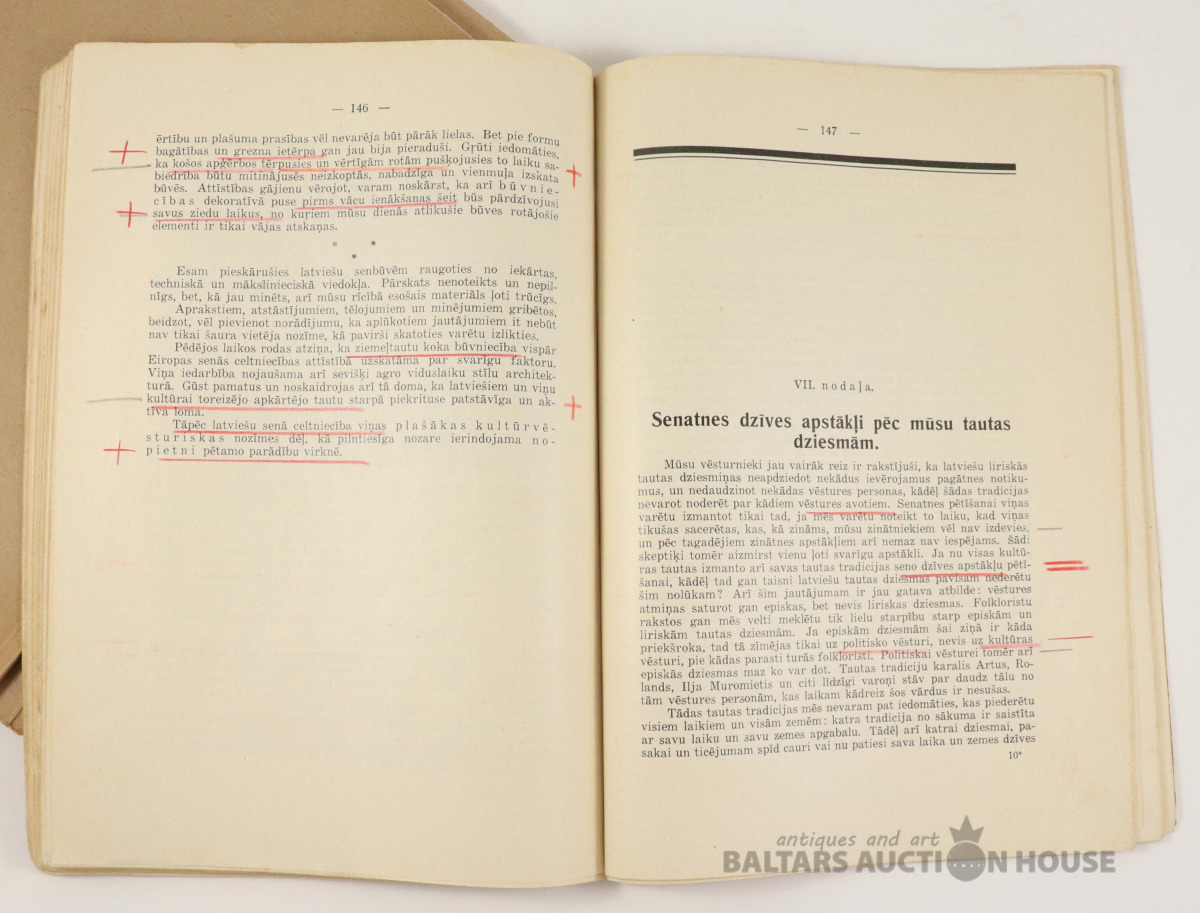 — 146 —
ērtību un plašuma prasības vēl nevarēja būt pārāk lielas. Bet pie formu
bagātības un grezna ietērpa gan jau bija pieraduši. Grūti iedomāties,
ka košos apģērbos tērpusies un vērtīgām rotām pušķojusies to laiku sa-
biedrība būtu mitinājusēs neizkoptās, nabadzīga un vienmuļa izskata
būvēs. Attīstības gājienu vērojot, varam noskārst, ka arī būvnie-
cības dekoratīvā puse pirms vācu ienākšanas šeit būs pārdzīvojusi
savus ziedu laikus, no kuriem mūsu dienās atlikušie būves rotājošie
elementi ir tikai vājas atskaņas.
* *
*
Esam pieskārušies latviešu senbūvēm raugoties no iekārtas,
techniskā un mākslinieciskā viedokļa. Pārskats nenoteikts un nepil-
nīgs, bet, kā jau minēts, arī mūsu rīcībā esošais materiāls ļoti trūcīgs.
Aprakstiem, atstāstījumiem, tēlojumiem un minējumiem gribētos,
beidzot, vēl pievienot norādījumu, ka aplūkotiem jautājumiem it nebūt
nav tikai šaura vietēja nozīme, kā pavirši skatoties varētu izlikties.
Pēdējos laikos rodas atziņa, ka ziemeļtautu koka būvniecība vispār
Eiropas senās celtniecības attīstībā uzskatāma par svarīgu faktoru.
Viņa iedarbība nojaušama arī sevišķi agro viduslaiku stīlu architek-
turā. Gūst pamatus un noskaidrojas arī tā doma, ka latviešiem un viņu
kultūrai toreizējo apkārtējo tautu starpā piekrituse patstāvīga un ak-
tīva loma.
Tāpēc latviešu senā celtniecība viņas plašākas kultūrvē-
sturiskas nozīmes dēļ, kā pilntiesīga nozare ierindojama no-
pietni pētamo parādību virknē.
— 147 —
VII. nodaļa.
Senatnes dzīves apstākļi pēc mūsu tautas
dziesmām.
Mūsu vēsturnieki jau vairāk reiz ir rakstījuši, ka latviešu liriskās
tautas dziesmiņas neapdziedot nekādus ievērojamus pagātnes notiku-
mus, un nedaudzinot nekādas vēstures personas, kādēļ šādas tradicijas
nevarot noderēt par kādiem vēstures avotiem. Senatnes pētīšanai viņas
varētu izmantot tikai tad, ja mēs varētu noteikt to laiku, kad viņas
tikušas sacerētas, kas, kā zināms, mūsu zinātniekiem vēl nav izdevies,
un pēc tagadējiem zinātnes apstākļiem arī nemaz nav iespējams. Šādi
skeptiķi tomēr aizmirst vienu ļoti svarīgu apstākli. Ja nu visas kultū-
ras tautas izmanto arī savas tautas tradicijas seno dzīves apstākļu pētī-
šanai, kādēļ tad gan taisni latviešu tautas dziesmas pavisam nederētu
šim nolūkam? Arī šim jautājumam ir jau gatava atbilde: vēstures
atmiņas saturot gan episkas, bet nevis liriskas dziesmas. Folkloristu
rakstos gan mēs velti meklētu tik lielu starpību starp episkām un
liriskām tautas dziesmām. Ja episkām dziesmām šai ziņā ir kāda
priekšroka, tad tā zīmējas tikai uz politisko vēsturi, nevis uz kultūras
vēsturi, pie kādas parasti turās folkloristi. Politiskai vēsturei tomēr arī
episkās dziesmas maz ko var dot. Tautas tradiciju karalis Artus, Ro-
lands, Ilja Muromietis un citi līdzīgi varoņi stāv par daudz tālu no
tām vēstures personām, kas laikam kādreiz šos vārdus ir nesušas.
Tādas tautas tradicijas mēs nevaram pat iedomāties, kas piederētu
visiem laikiem un visām zemēm: katra tradicija no sākuma ir saistīta
ar savu laiku un savu zemes apgabalu. Tādēļ arī katrai dziesmai, pa-
sakai un ticējumam spīd cauri vai nu patiesi sava laika un zemes dzīves
10*
antiques and art
BALTARS AUCTION HOUSE